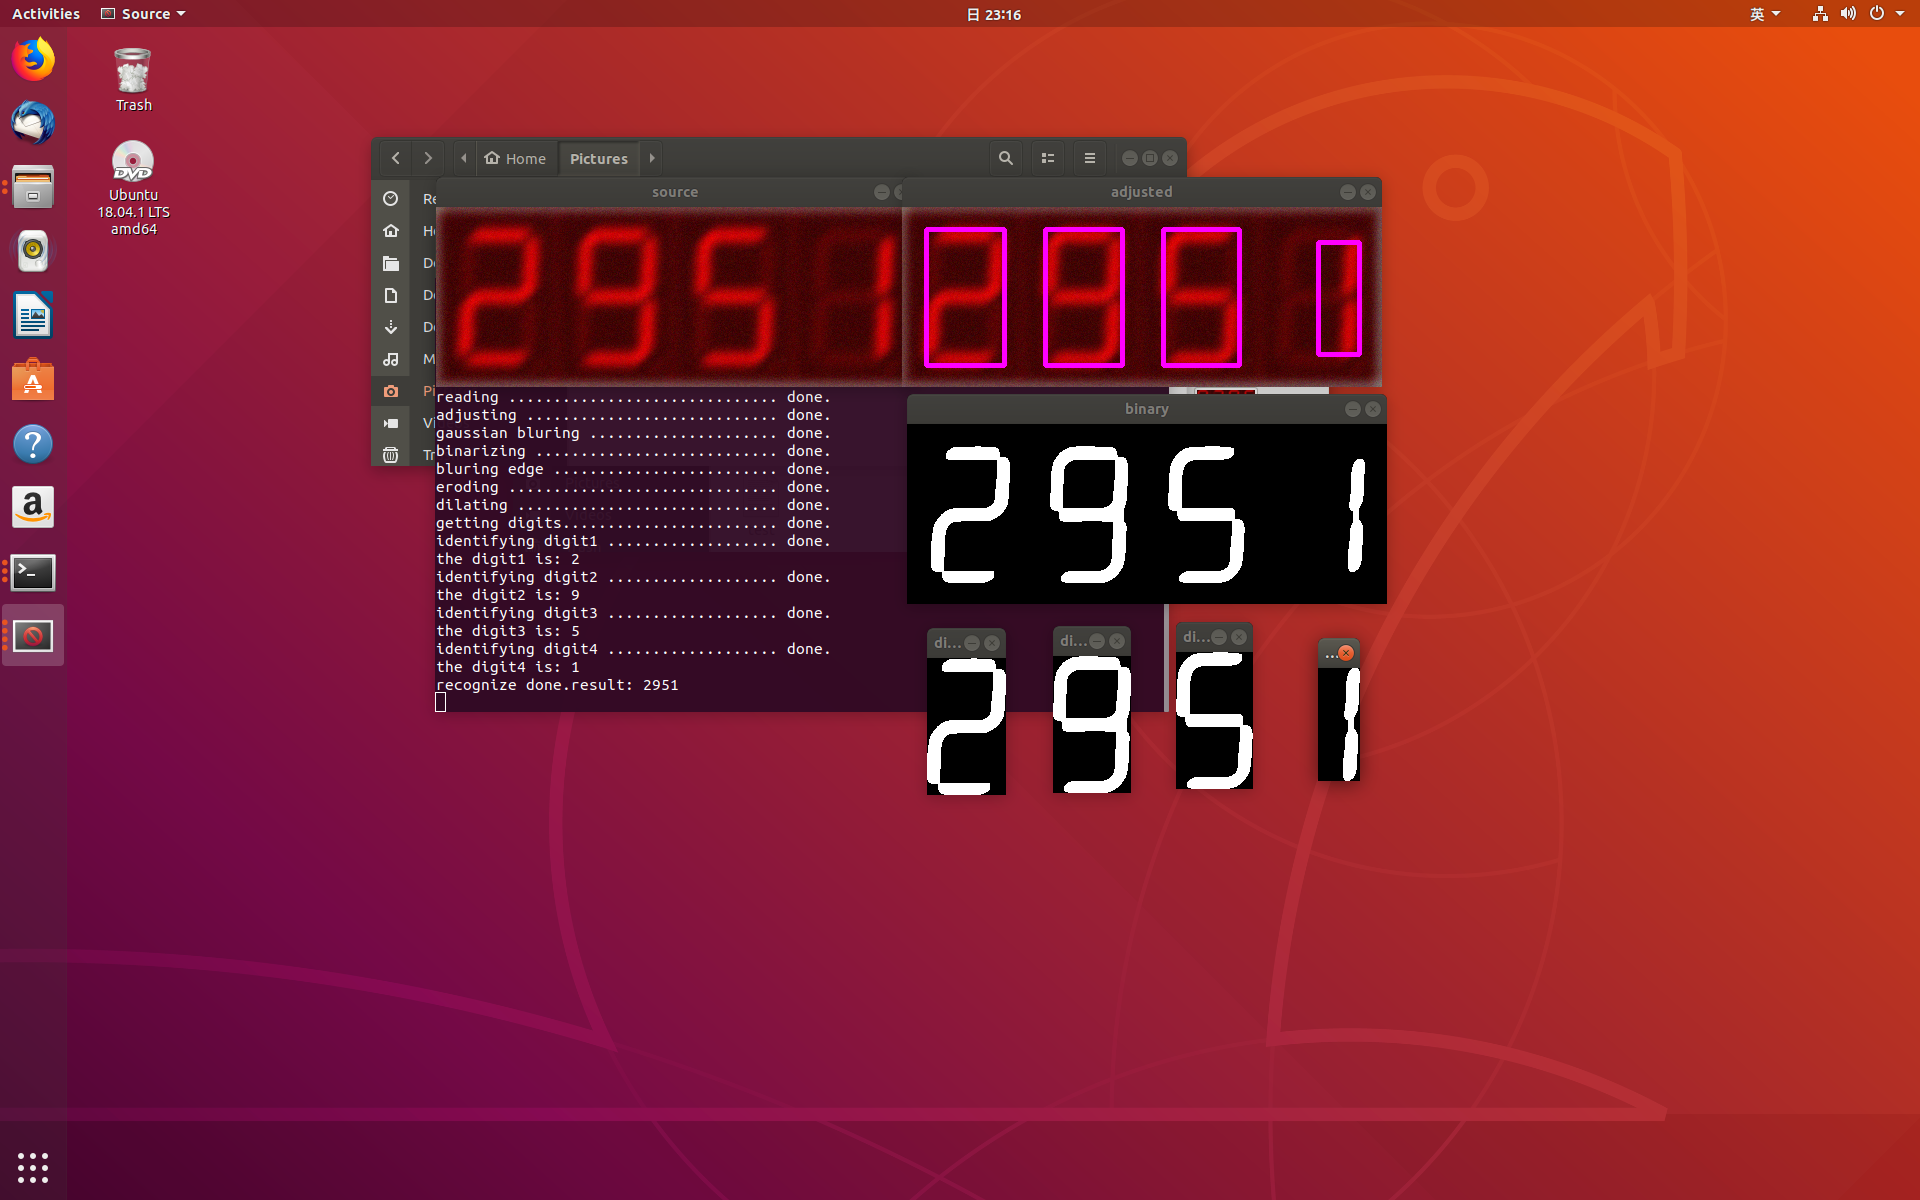 Activities
Source
日 23:16
英
Trash
Ubuntu
18.04.1 LTS
amd64
Home
Pictures
source
adjusted
2951
2951
reading .............................. done.
adjusting ............................ done.
gaussian bluring ..................... done.
binarizing ........................... done.
bluring edge ......................... done.
eroding .............................. done.
dilating ............................. done.
getting digits........................ done.
identifying digit1 ................... done.
the digit1 is: 2
identifying digit2 ................... done.
the digit2 is: 9
identifying digit3 ................... done.
the digit3 is: 5
identifying digit4 ................... done.
the digit4 is: 1
recognize done.result: 2951
binary
2951
di...
di...
di...
...
2
9
5
1